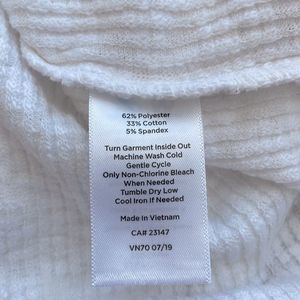 62% Polyester
33% Cotton
5% Spandex
Turn Garment Inside Out
Machine Wash Cold
Gentle Cycle
Only Non-Chlorine Bleach
When Needed
Tumble Dry Low
Cool Iron If Needed
Made In Vietnam
CA# 23147
VN70 07/19